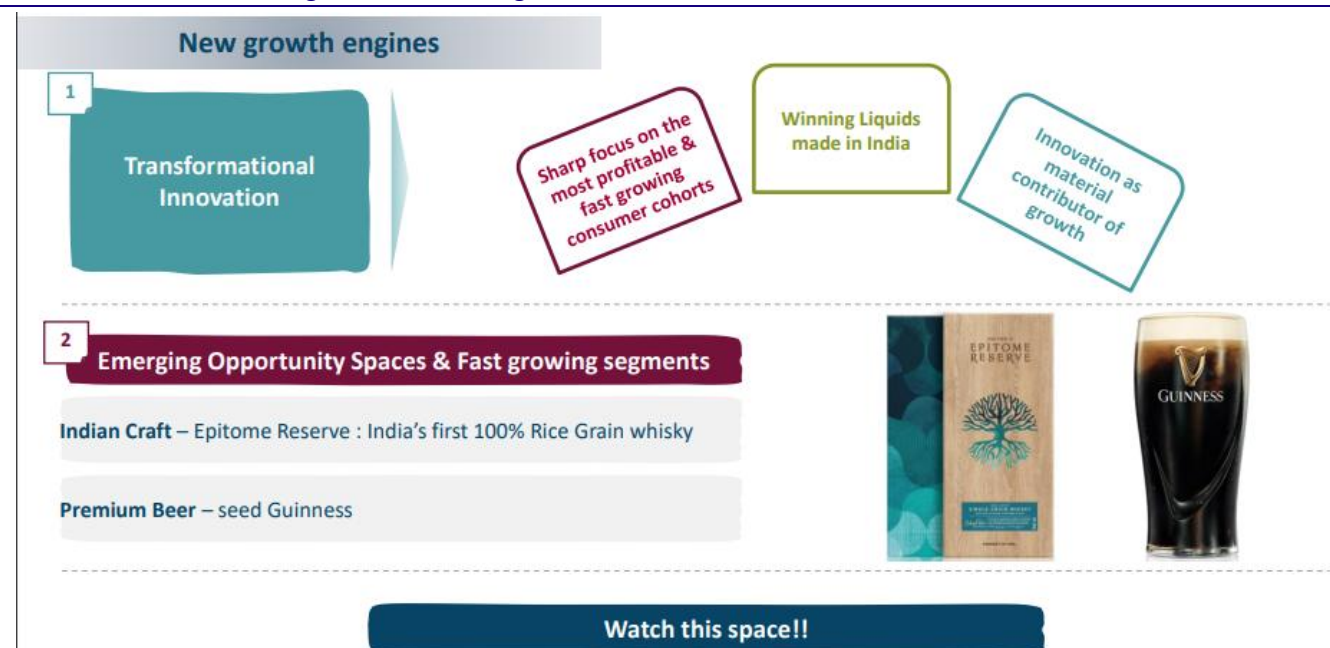 New growth engines
1
Transformational
Innovation
Sharp focus on the
most profitable &
fast growing
consumer cohorts
Winning Liquids
made in India
Innovation as
material
contributor of
growth
2
Emerging Opportunity Spaces & Fast growing segments
Indian Craft – Epitome Reserve : India’s first 100% Rice Grain whisky
Premium Beer – seed Guinness
EPITOME
RESERVE
GUINNESS
Watch this space!!